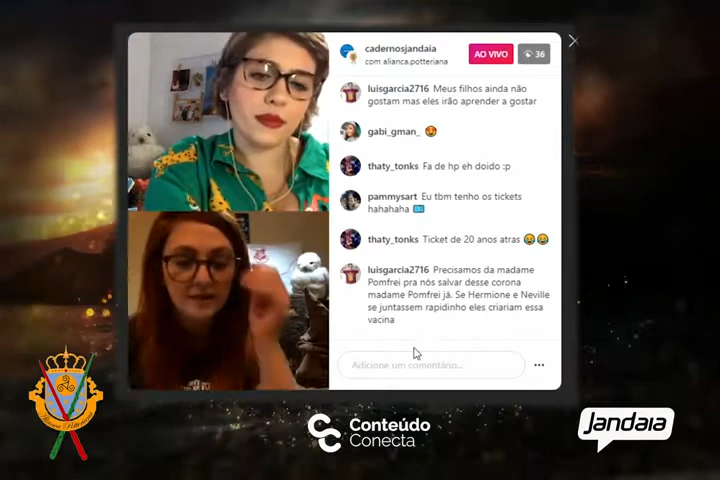 cadernosjandaia
com alianca.potteriana
AO VIVO
36
luisgarcia2716 Meus filhos ainda não
gostam mas eles irão aprender a gostar
gabi_gman_
thaty_tonks Fa de hp eh doido :p
pammysart Eu tbm tenho os tickets
hahahaha
thaty_tonks Ticket de 20 anos atras
luisgarcia2716 Precisamos da madame
Pomfrei pra nós salvar desse corona
madame Pomfrei já. Se Hermione e Neville
se juntassem rapidinho eles criariam essa
vacina
Adicione um comentário...
Conteúdo
Conecta
Jandaia